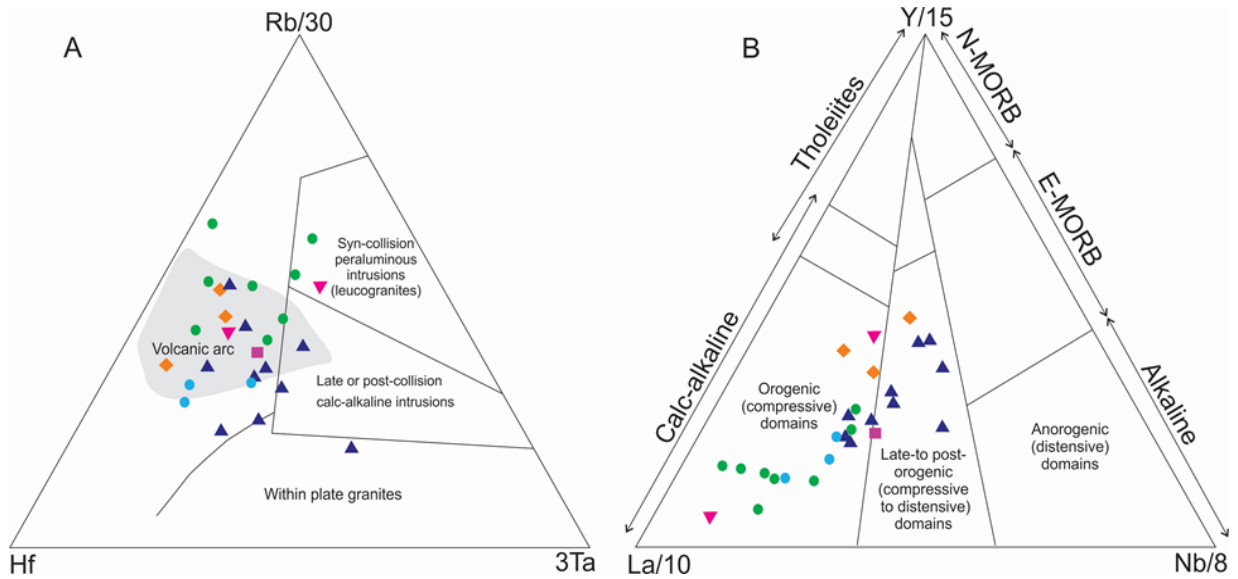 A
Rb/30
Syn-collision
peraluminous
intrusions
(leucogranites)
Volcanic arc
Late or post-collision
calc-alkaline intrusions
Within plate granites
Hf
3Ta
B
Y/15
Tholeiites
N-MORB
E-MORB
Calc-alkaline
Alkaline
Orogenic
(compressive)
domains
Late-to post-
orogenic
(compressive
to distensive)
domains
Anorogenic
(distensive)
domains
La/10
Nb/8